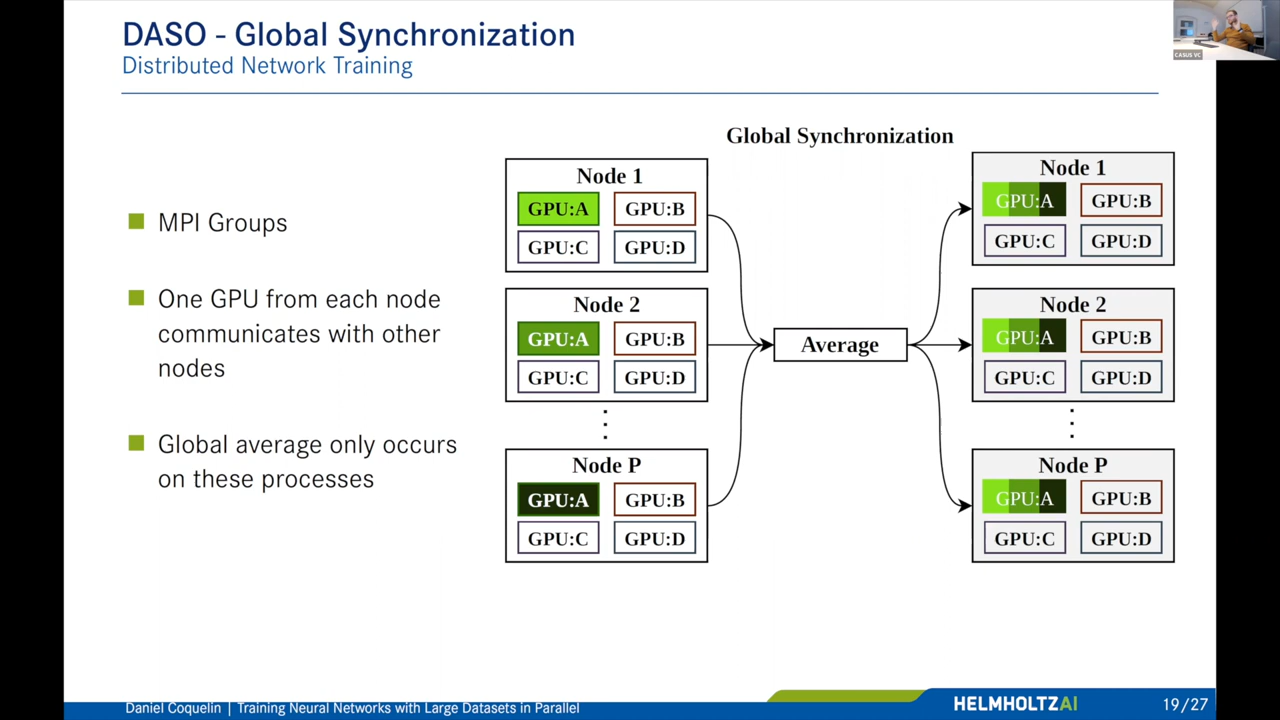 DASO - Global Synchronization
Distributed Network Training
CASUS VC
MPI Groups
One GPU from each node
communicates with other
nodes
Global average only occurs
on these processes
Global Synchronization
Node 1
GPU:A GPU:B
GPU:C GPU:D
Node 2
GPU:A GPU:B
GPU:C GPU:D
Node P
GPU:A GPU:B
GPU:C GPU:D
Average
Node 1
GPU:A GPU:B
GPU:C GPU:D
Node 2
GPU:A GPU:B
GPU:C GPU:D
Node P
GPU:A GPU:B
GPU:C GPU:D
Daniel Coquelin | Training Neural Networks with Large Datasets in Parallel
HELMHOLTZAI
19/27